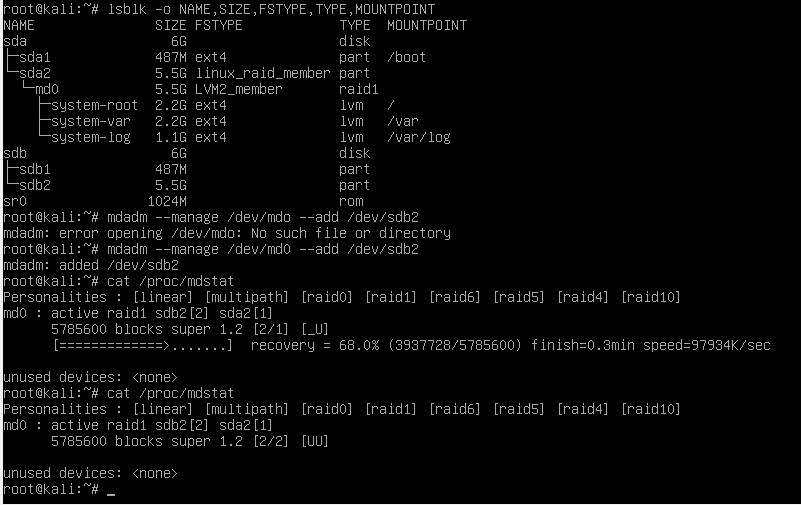 root@kali:~# lsblk -o NAME,SIZE,FSTYPE,TYPE,MOUNTPOINT
NAME                SIZE FSTYPE            TYPE  MOUNTPOINT
sda                   6G                   disk
├─sda1              487M ext4              part  /boot
└─sda2              5.5G linux_raid_member part
  └─md0             5.5G LVM2_member       raid1
    ├─system-root   2.2G ext4              lvm   /
    ├─system-var    2.2G ext4              lvm   /var
    └─system-log    1.1G ext4              lvm   /var/log
sdb                   6G                   disk
├─sdb1              487M                   part
└─sdb2              5.5G                   part
sr0                1024M                   rom
root@kali:~# mdadm --manage /dev/mdo --add /dev/sdb2
mdadm: error opening /dev/mdo: No such file or directory
root@kali:~# mdadm --manage /dev/md0 --add /dev/sdb2
mdadm: added /dev/sdb2
root@kali:~# cat /proc/mdstat
Personalities : [linear] [multipath] [raid0] [raid1] [raid6] [raid5] [raid4] [raid10]
md0 : active raid1 sdb2[2] sda2[1]
      5785600 blocks super 1.2 [2/1] [_U]
      [=============>.......]  recovery = 68.0% (3937728/5785600) finish=0.3min speed=97934K/sec

unused devices: <none>
root@kali:~# cat /proc/mdstat
Personalities : [linear] [multipath] [raid0] [raid1] [raid6] [raid5] [raid4] [raid10]
md0 : active raid1 sdb2[2] sda2[1]
      5785600 blocks super 1.2 [2/2] [UU]

unused devices: <none>
root@kali:~# _